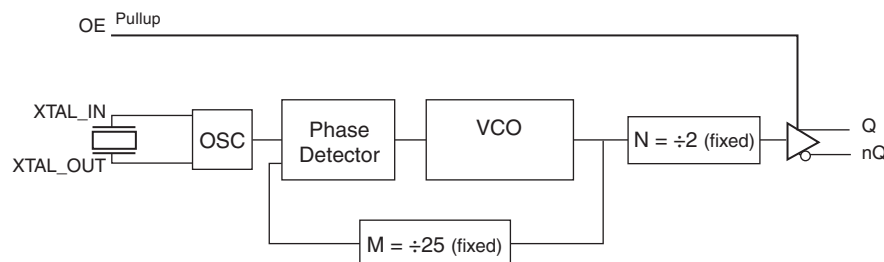 OE Pullup
XTAL_IN
OSC
XTAL_OUT
Phase
Detector
VCO
N = ÷2 (fixed)
Q
nQ
M = ÷25 (fixed)